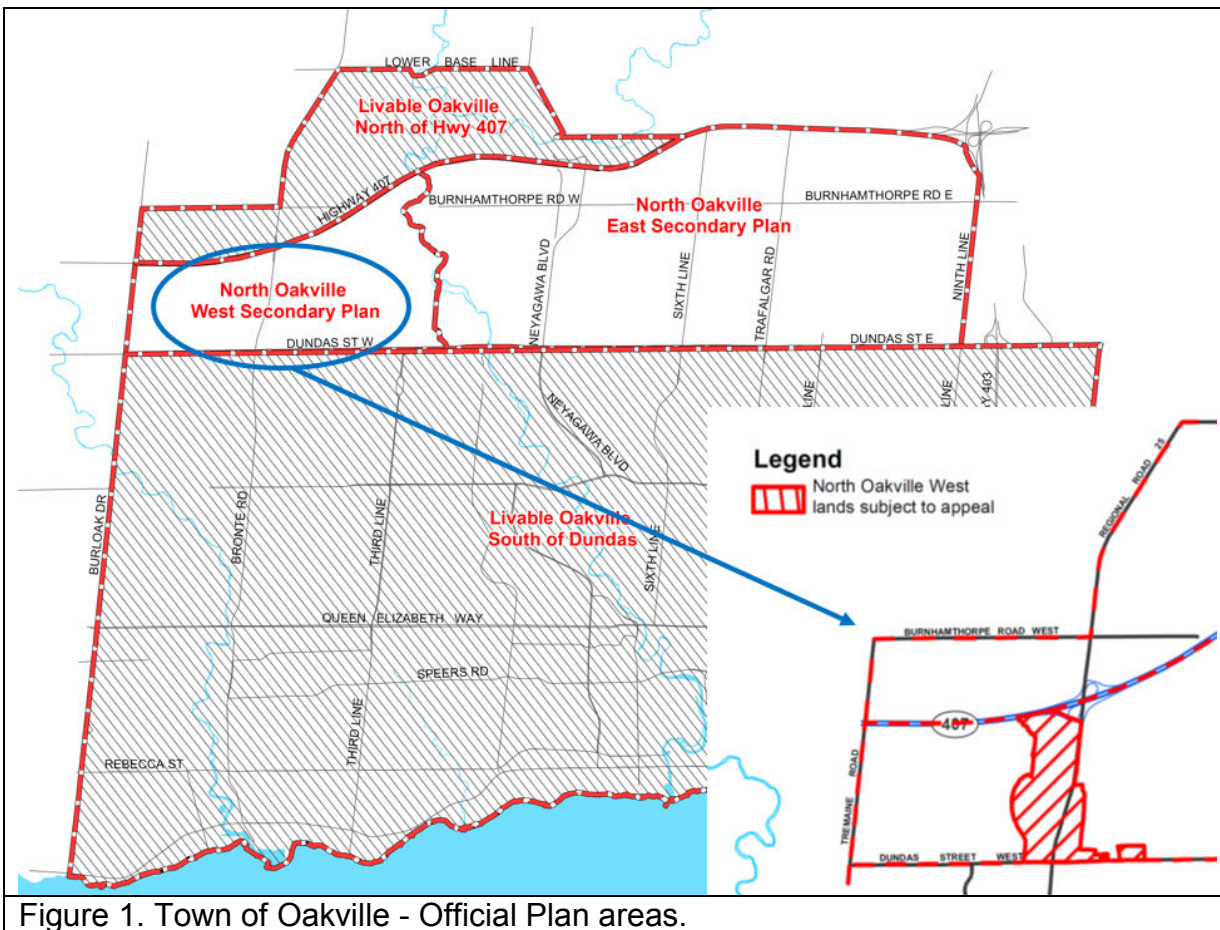 LOWER BASE LINE
Livable Oakville
North of Hwy 407
HIGHWAY 407
BURNHAMTHORPE RD W
BURNHAMTHORPE RD E
North Oakville
East Secondary Plan
NEYAGAWA BLVD
SIXTH LINE
TRAFALGAR RD
NINTH LINE
North Oakville
West Secondary Plan
DUNDAS ST W
DUNDAS ST E
NEYAGAWA BLVD
LINE
LINE
Y 403
BURLOAK DR
BRONTE RD
THIRD LINE
Livable Oakville
South of Dundas
SIXTH LINE
QUEEN ELIZABETH WAY
SPEERS RD
THIRD LINE
REBECCA ST
Legend
North Oakville West
lands subject to appeal
REGIONAL ROAD 25
BURNHAMTHORPE ROAD WEST
407
TREMAINE ROAD
DUNDAS STREET WEST
Figure 1. Town of Oakville - Official Plan areas.